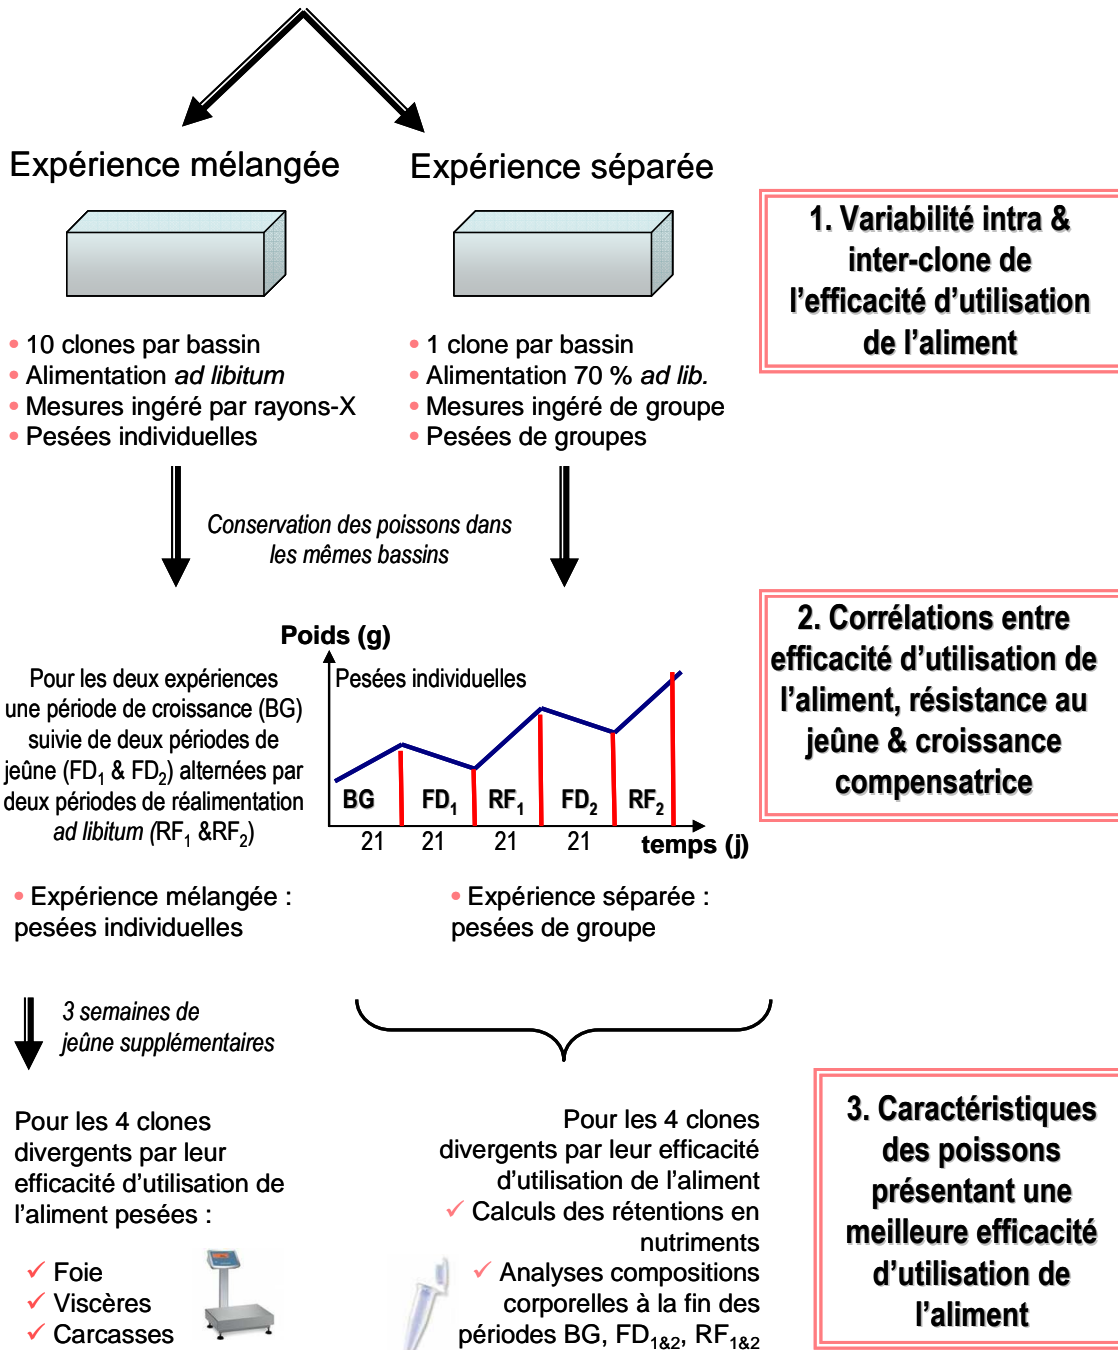 Expérience mélangée
Expérience séparée
1. Variabilité intra &
inter-clone de
l'efficacité d'utilisation
de l'aliment
• 10 clones par bassin
• Alimentation ad libitum
• Mesures ingéré par rayons-X
• Pesées individuelles
• 1 clone par bassin
• Alimentation 70 % ad lib.
• Mesures ingéré de groupe
• Pesées de groupes
Conservation des poissons dans
les mêmes bassins
2. Corrélations entre
efficacité d'utilisation de
l'aliment, résistance au
jeûne & croissance
compensatrice
Pour les deux expériences
une période de croissance (BG)
suivie de deux périodes de
jeûne (FD1 & FD2) alternées par
deux périodes de réalimentation
ad libitum (RF1 &RF2)
Poids (g)
Pesées individuelles
BG FD1 RF1 FD2 RF2
21 21 21 21
temps (j)
• Expérience mélangée :
pesées individuelles
• Expérience séparée :
pesées de groupe
3 semaines de
jeûne supplémentaires
Pour les 4 clones
divergents par leur
efficacité d'utilisation de
l'aliment pesées :
✓ Foie
✓ Viscères
✓ Carcasses
Pour les 4 clones
divergents par leur efficacité
d'utilisation de l'aliment
✓ Calculs des rétentions en
nutriments
✓ Analyses compositions
corporelles à la fin des
périodes BG, FD1&2, RF1&2
3. Caractéristiques
des poissons
présentant une
meilleure efficacité
d'utilisation de
l'aliment